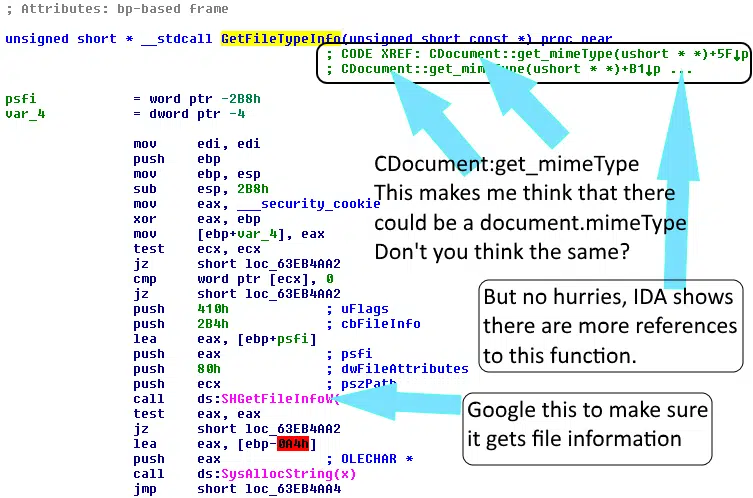 ; Attributes: bp-based frame
unsigned short * __stdcall GetFileTypeInfo(unsigned short const *) proc near
; CODE XREF: CDocument::get_mimeType(ushort * *)+5F↓p
; CDocument::get_mimeType(ushort * *)+B1↓p ...
psfi = word ptr -2B8h
var_4 = dword ptr -4
mov edi, edi
push ebp
mov ebp, esp
sub esp, 2B8h
mov eax, ___security_cookie
xor eax, ebp
mov [ebp+var_4], eax
test ecx, ecx
jz short loc_63EB4AA2
cmp word ptr [ecx], 0
jz short loc_63EB4AA2
push 410h ; uFlags
push 2B4h ; cbFileInfo
lea eax, [ebp+psfi]
push eax ; psfi
push 80h ; dwFileAttributes
push ecx ; pszPath
call ds:SHGetFileInfoW(
test eax, eax
jz short loc_63EB4AA2
lea eax, [ebp-0A4h]
push eax ; OLECHAR *
call ds:SysAllocString(x)
jmp short loc_63EB4AA4
CDocument:get_mimeType
This makes me think that there
could be a document.mimeType
Don't you think the same?
But no hurries, IDA shows
there are more references
to this function.
Google this to make sure
it gets file information